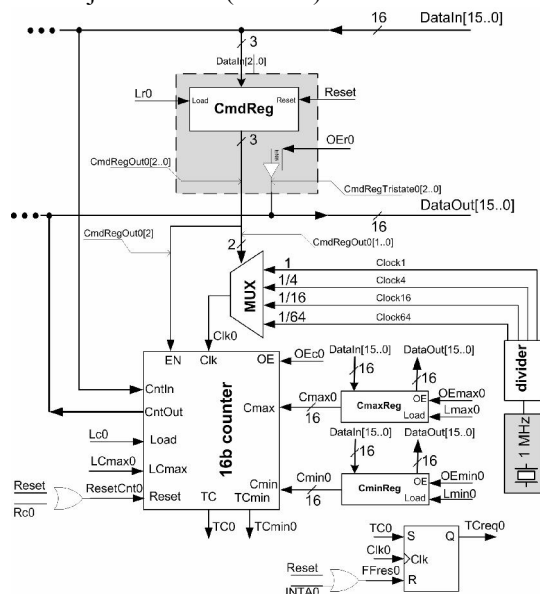 16 DataIn[15..0]
3
DataIn[2..0]
Lr0
Load
CmdReg
Reset
Reset
3
OEr0
CmdRegOut0[2..0]
CmdRegTristate0[2..0]
DataOut[15..0]
16
CmdRegOut0[2]
2
CmdRegOut0[1..0]
MUX
1 Clock1
1/4 Clock4
1/16 Clock16
1/64 Clock64
Clk0
divider
1 MHz
EN Clk OE
OEc0
DataIn[15..0] DataOut[15..0]
16 16
CntIn
CntOut
Load
LCmax
Reset
TC
TCmin
Cmax
Cmin
16b counter
Cmax0
16
CmaxReg
OE
Load
OEmax0
Lmax0
DataIn[15..0] DataOut[15..0]
16 16
Cmin0
16
CminReg
OE
Load
OEmin0
Lmin0
Lc0
LCmax0
Reset
Rc0
ResetCnt0
TC0 TCmin0
TC0
Clk0
S Q
Clk
R
TCreq0
Reset
INTA0
FFres0